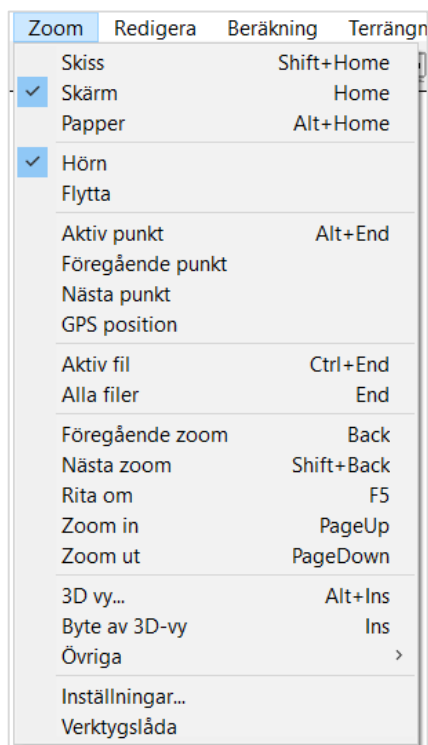 Zoom Redigera Beräkning Terrängn
Skiss Shift+Home
Skärm Home
Papper Alt+Home
Hörn
Flytta
Aktiv punkt Alt+End
Föregående punkt
Nästa punkt
GPS position
Aktiv fil Ctrl+End
Alla filer End
Föregående zoom Back
Nästa zoom Shift+Back
Rita om F5
Zoom in PageUp
Zoom ut PageDown
3D vy... Alt+Ins
Byte av 3D-vy Ins
Övriga >
Inställningar...
Verktygslåda